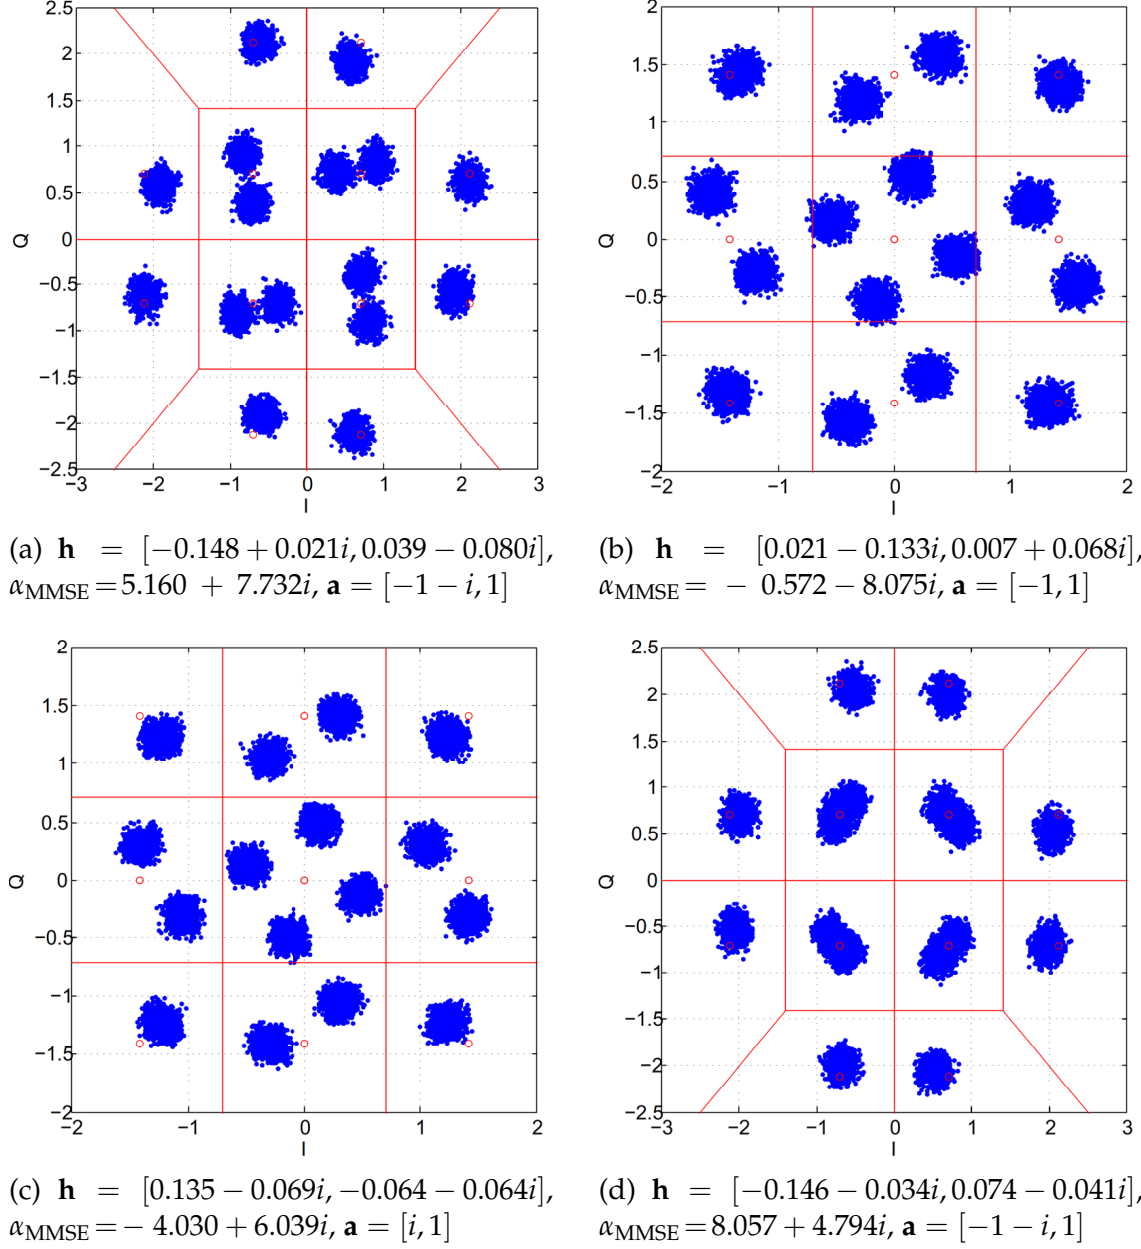 2.5
2
1.5
1
0.5
0
−0.5
−1
−1.5
−2
−2.5
−3 −2 −1 0 1 2 3
I
Q
2
1.5
1
0.5
0
−0.5
−1
−1.5
−2
−2 −1 0 1 2
I
Q
(a) h = [−0.148 + 0.021i, 0.039 − 0.080i],
αMMSE = 5.160 + 7.732i, a = [−1 − i, 1]
(b) h = [0.021 − 0.133i, 0.007 + 0.068i],
αMMSE = − 0.572 − 8.075i, a = [−1, 1]
2
1.5
1
0.5
0
−0.5
−1
−1.5
−2
−2 −1 0 1 2
I
Q
2.5
2
1.5
1
0.5
0
−0.5
−1
−1.5
−2
−2.5
−3 −2 −1 0 1 2 3
I
Q
(c) h = [0.135 − 0.069i, −0.064 − 0.064i],
αMMSE = − 4.030 + 6.039i, a = [i, 1]
(d) h = [−0.146 − 0.034i, 0.074 − 0.041i],
αMMSE = 8.057 + 4.794i, a = [−1 − i, 1]